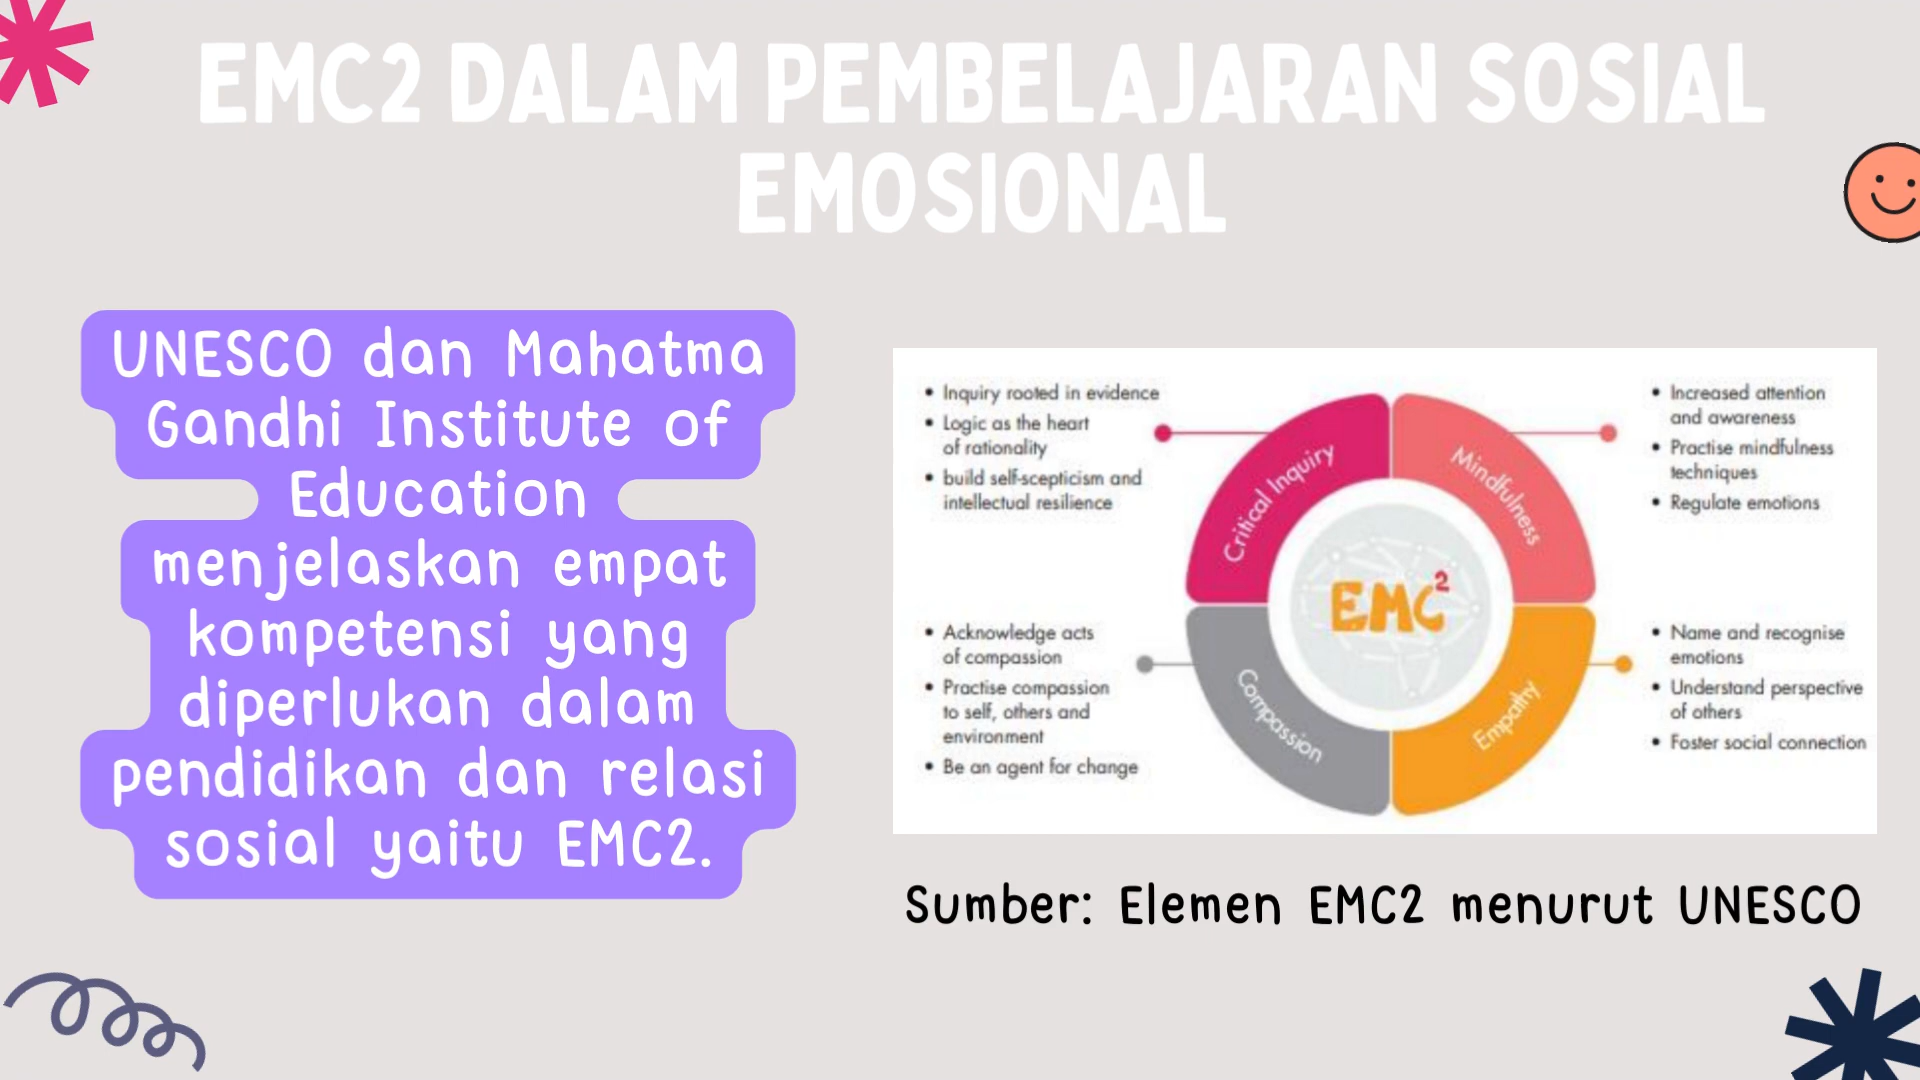 EMC2 DALAM PEMBELAJARAN SOSIAL
EMOSIONAL
UNESCO dan Mahatma
Gandhi Institute of
Education
menjelaskan empat
kompetensi yang
diperlukan dalam
pendidikan dan relasi
sosial yaitu EMC2.
• Inquiry rooted in evidence
• Logic as the heart
of rationality
• build self-scepticism and
intellectual resilience
Critical Inquiry
Mindfulness
• Increased attention
and awareness
• Practise mindfulness
techniques
• Regulate emotions
EMC²
• Acknowledge acts
of compassion
• Practise compassion
to self, others and
environment
• Be an agent for change
Compassion
Empathy
• Name and recognise
emotions
• Understand perspective
of others
• Foster social connection
Sumber: Elemen EMC2 menurut UNESCO